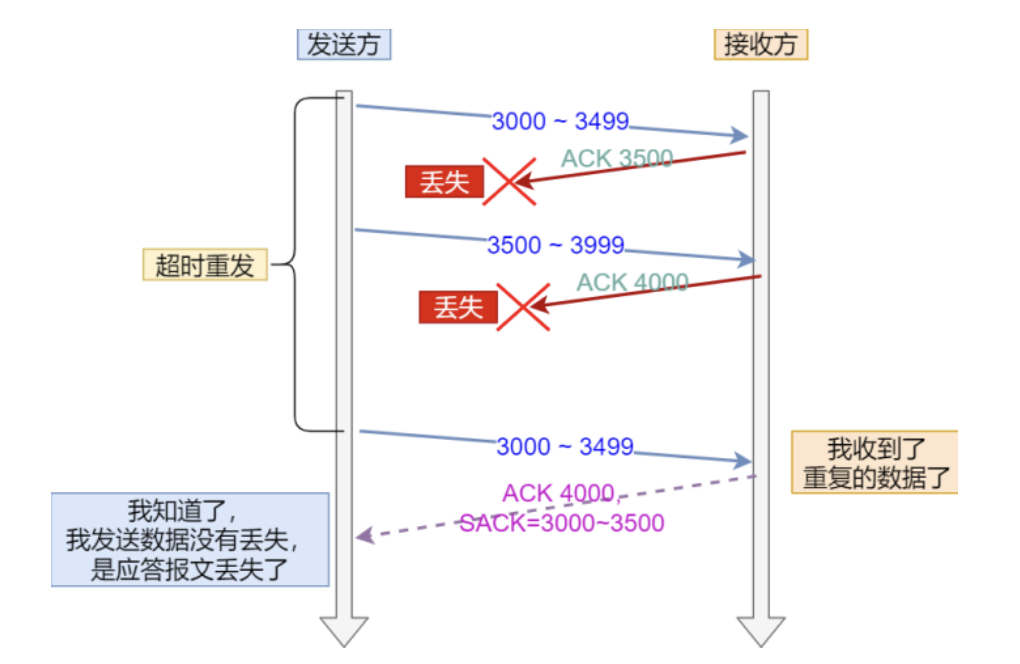 发送方
接收方
3000 ~ 3499
ACK 3500
丢失
3500 ~ 3999
ACK 4000
丢失
超时重发
3000 ~ 3499
我收到了
重复的数据了
ACK 4000,
SACK=3000~3500
我知道了，
我发送数据没有丢失，
是应答报文丢失了